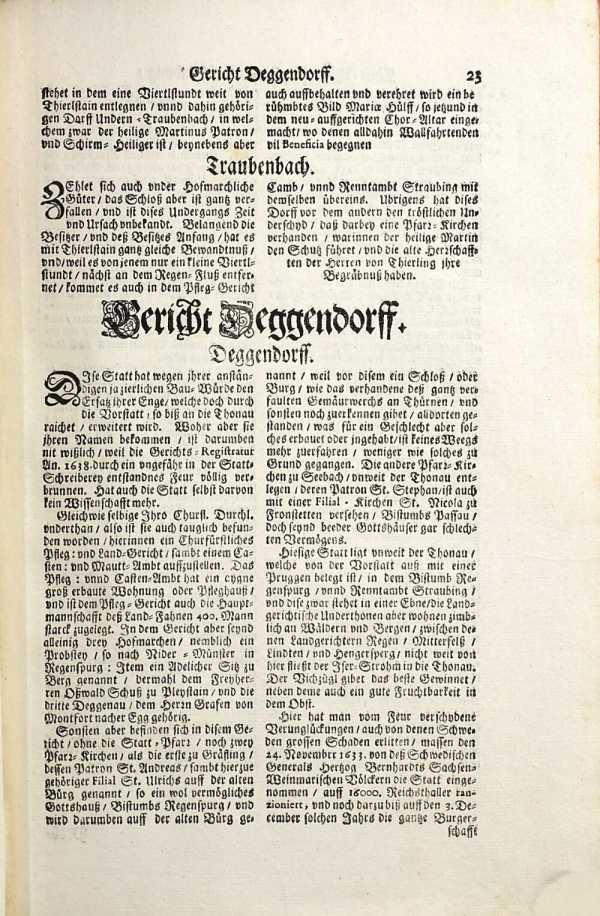 Gericht Deggendorff.
23
stehet in dem eine Viertlstundt weit von
Thierlstain entlegnen / vnnd dahin gehöri-
gen Dorff Undern-Traubenbach / in wel-
chem zwar der heilige Martinus Patron /
vnd Schirm-Heiliger ist / beynebens aber
auch auffbehalten vnd verehret wird ein be
rühmbtes Bild Mariæ Hülff / so jetzund in
dem neu-auffgerichten Chor-Altar einge-
macht / wo denen alldahin Wallfahrtenden
vil Beneficia begegnen
Traubenbach.
ZEhlet sich auch vnder Hofmarchliche
Güter / das Schloß aber ist gantz ver-
fallen / vnd ist dises Undergangs Zeit
vnd Ursach vnbekandt. Belangend die
Besitzer / vnd deß Besitzes Anfang / hat es
mit Thierlstain gantz gleiche Bewandtnuß /
vnd / weil es von jenem nur ein kleine Viertl-
stundt / nächst an dem Regen-Fluß entfer-
net / kommet es auch in dem Pfleg-Gericht
Camb / vnnd Renntambt Straubing mit
demselben übereins. Ubrigens hat dises
Dorff vor dem andern den tröstlichen Un-
derschyd / daß darbey eine Pfarz-Kirchen
verhanden / warinnen der heilige Martin
den Schutz führet / vnd die alte Herzschaff-
ten der Herren von Thierling jhre
Begräbnuß haben.
Gericht Deggendorff.
Deggendorff.
DIse Statt hat wegen jhrer anstän-
digen ja zierlichen Bau-Würde den
Ersatz jhrer Enge / welche doch durch
die Vorstatt / so biß an die Thonau
raichet / erweitert wird. Woher aber sie
jhren Namen bekommen / ist darumben
nit wißlich / weil die Gerichts-Registratur
An. 1638. durch ein vngefähr in der Statt-
Schreiberey entstandnes Feur völlig ver-
brunnen. Hat auch die Statt selbst darvon
kein Wissenschafft mehr.
Gleichwie selbige Ihro Churfl. Durchl.
vnderthan / also ist sie auch tauglich befun-
den worden / hierinnen ein Churfürstliches
Pfleg: vnd Land-Gericht / sambt einem Ca-
sten: vnd Mautt-Ambt auffzustellen. Das
Pfleg: vnnd Casten-Ambt hat ein eygne
groß erbaute Wohnung oder Pfleghauß /
vnd ist dem Pfleg-Gericht auch die Haupt-
mannschafft deß Land-Fahnen 400. Mann
starck zugelegt. In dem Gericht aber seynd
alleinig drey Hofmarchen / nemblich ein
Probstey / so nach Nider-Münster in
Regenspurg: Item ein Adelicher Sitz zu
Berg genannt / dermahl dem Freyher-
ren Oßwald Schuß zu Pleystain / vnd die
dritte Deggenau / dem Herrn Grafen von
Montfort nacher Egg gehörig.
Sonsten aber befinden sich in disem Ge-
richt / ohne die Statt-Pfarz / noch zwey
Pfarz-Kirchen / als die erste zu Gräfling /
dessen Patron St. Andreas / sambt hierzue
gehöriger Filial St. Ulrichs auff der alten
Bürg genannt / so ein wol vermögliches
Gottshauß / Bistumbs Regenspurg / vnd
wird darumben auff der alten Bürg ge-
nannt / weil vor disem ein Schloß / oder
Burg / wie das verhandene deß gantz ver-
faulten Gemäurwerchs an Thürnen / vnd
sonsten noch zuerkennen gibet / alldorten ge-
standen / was für ein Geschlecht aber sol-
ches erbauet oder jngehabt / ist keines Weegs
mehr zuerfahren / weniger wie solches zu
Grund gegangen. Die andere Pfarz-Kir-
chen zu Seebach / vnweit der Thonau ent-
legen / deren Patron St. Stephan / ist auch
mit einer Filial-Kirchen St. Nicola zu
Fronstetten versehen / Bistumbs Passau /
doch seynd beeder Gottshäuser gar schlech-
ten Vermögens.
Hiesige Statt ligt vnweit der Thonau /
welche von der Vorstatt auß mit einer
Pruggen belegt ist / in dem Bistumb Re-
genspurg / vnnd Renntambt Straubing /
vnd dise zwar stehet in einer Ebne / die Land-
gerichtische Underthonen aber wohnen zimb-
lich an Wäldern vnd Bergen / zwischen de-
nen Landgerichtern Regen / Mitterfelß /
Lindten / vnd Hengersperg / nicht weit von
hier fließt der Iser-Strohm in die Thonau.
Der Vichzügl gibet das beste Gewinnet /
neben deme auch ein gute Fruchtbarkeit in
dem Obst.
Hier hat man vom Feur verschydne
Verunglückungen / auch von denen Schwe-
den grossen Schaden erlitten / massen den
24. Novembr 1633. von deß Schwedischen
Generals Hertzog Bernhardts Sachsen-
Weinmarischen Völckern die Statt einge-
nommen / auff 16000. Reichsthaller ran-
zioniert, vnd noch darzu biß auff den 3. De-
cember solchen Jahrs die gantze Burger-
schafft